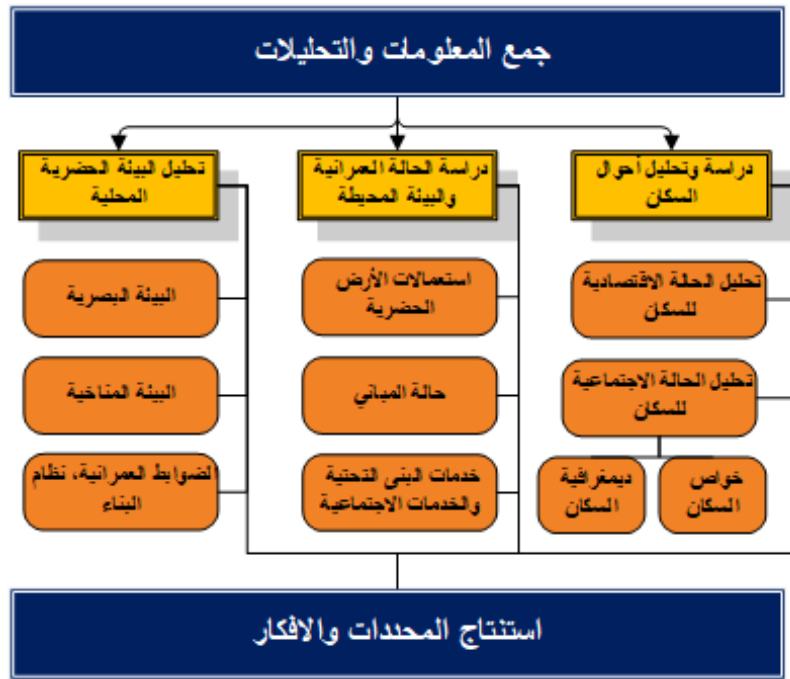 جمع المعلومات والتحليلات
دراسة وتحليل أحوال
السكان
دراسة الحالة العمرانية
والبيئة المحيطة
تحليل البيئة الحضرية
المحلية
تحليل الحالة الاقتصادية
للسكان
استعمالات الأرض
الحضرية
البيئة البصرية
تحليل الحالة الاجتماعية
للسكان
حالة المباني
البيئة المناخية
خواص
السكان
ديمغرافية
السكان
خدمات البنى التحتية
والخدمات الاجتماعية
الضوابط العمرانية، نظام
البناء
استنتاج المحددات والافكار